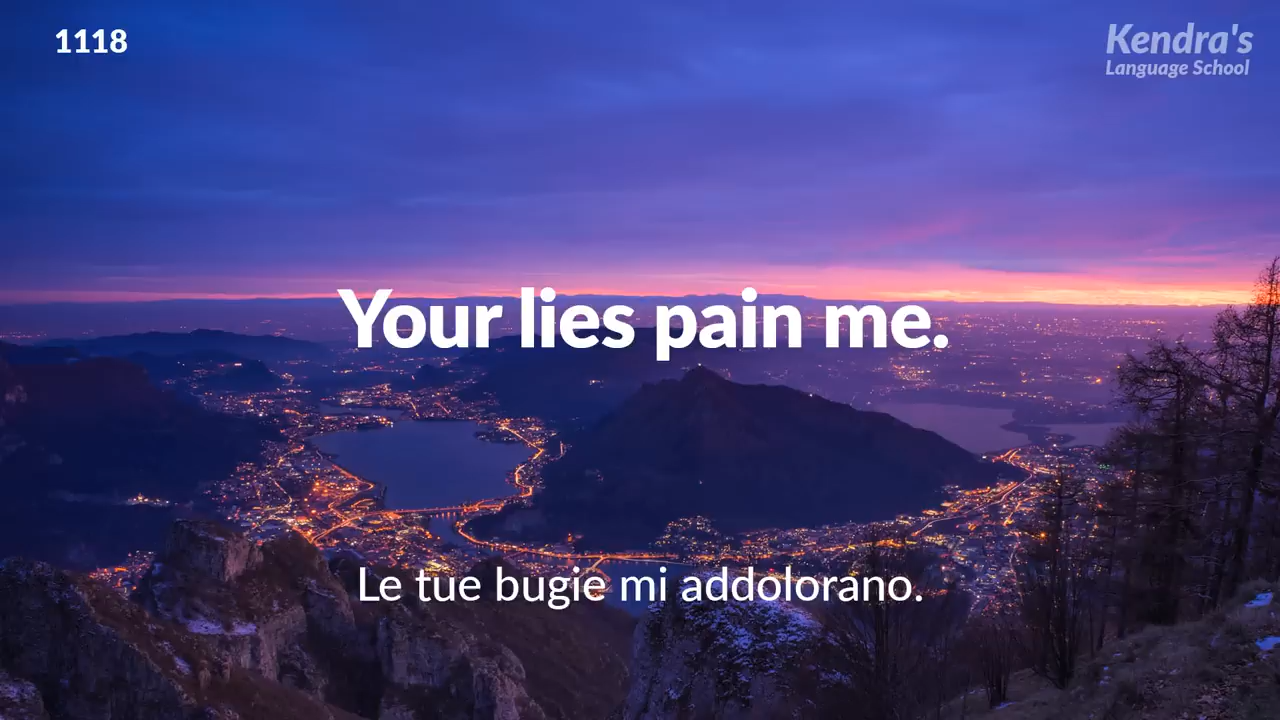 1118
Kendra's
Language School
Your lies pain me.
Le tue bugie mi addolorano.